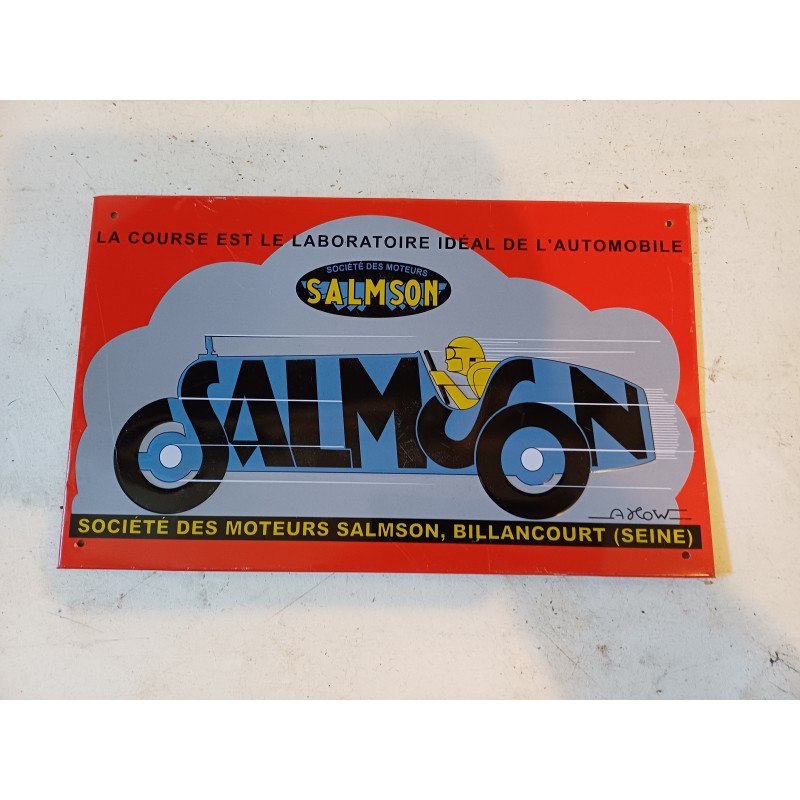 LA COURSE EST LE LABORATOIRE IDÉAL DE L'AUTOMOBILE
SOCIÉTÉ DES MOTEURS
SALMSON
SALMSON
SOCIÉTÉ DES MOTEURS SALMSON, BILLANCOURT (SEINE)